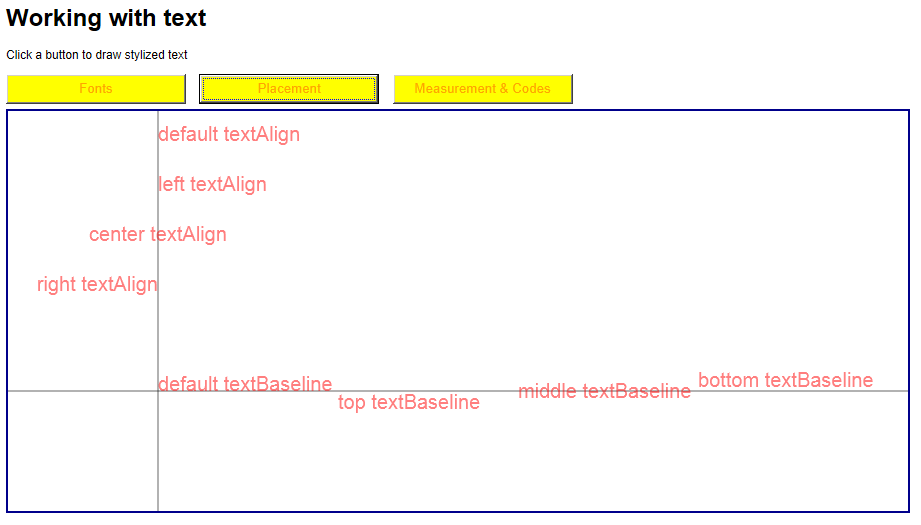 Working with text
Click a button to draw stylized text
Fonts
Placement
Measurement & Codes
default textAlign
left textAlign
center textAlign
right textAlign
default textBaseline
top textBaseline
middle textBaseline
bottom textBaseline